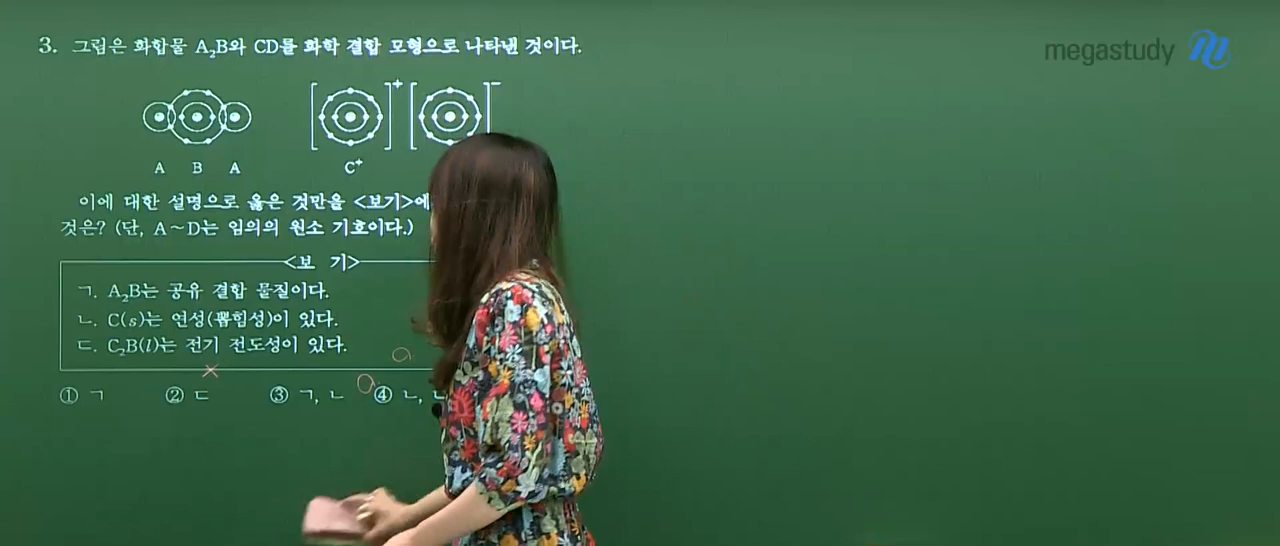 megastudy
3. 그림은 화합물 A₂B와 CD를 화학 결합 모형으로 나타낸 것이다.
+ −
A B A C⁺
이에 대한 설명으로 옳은 것만을 <보기>에
것은? (단, A~D는 임의의 원소 기호이다.)
<보 기>
ㄱ. A₂B는 공유 결합 물질이다.
ㄴ. C(s)는 연성(뽑힘성)이 있다.
ㄷ. C₂B(l)는 전기 전도성이 있다.
① ㄱ ② ㄷ ③ ㄱ, ㄴ ④ ㄴ,